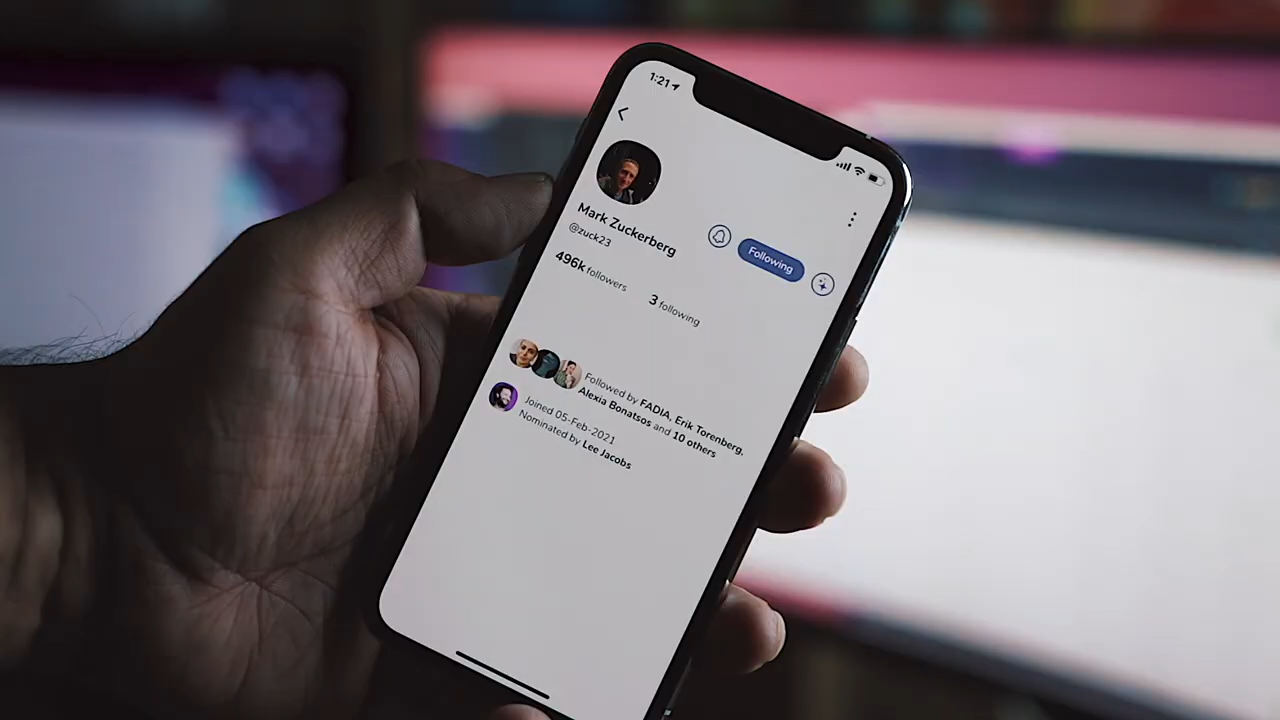 1:21
Mark Zuckerberg
@zuck23
Following
496k followers 3 following
Followed by FADIA, Erik Torenberg,
Alexia Bonatsos and 10 others
Joined 05-Feb-2021
Nominated by Lee Jacobs